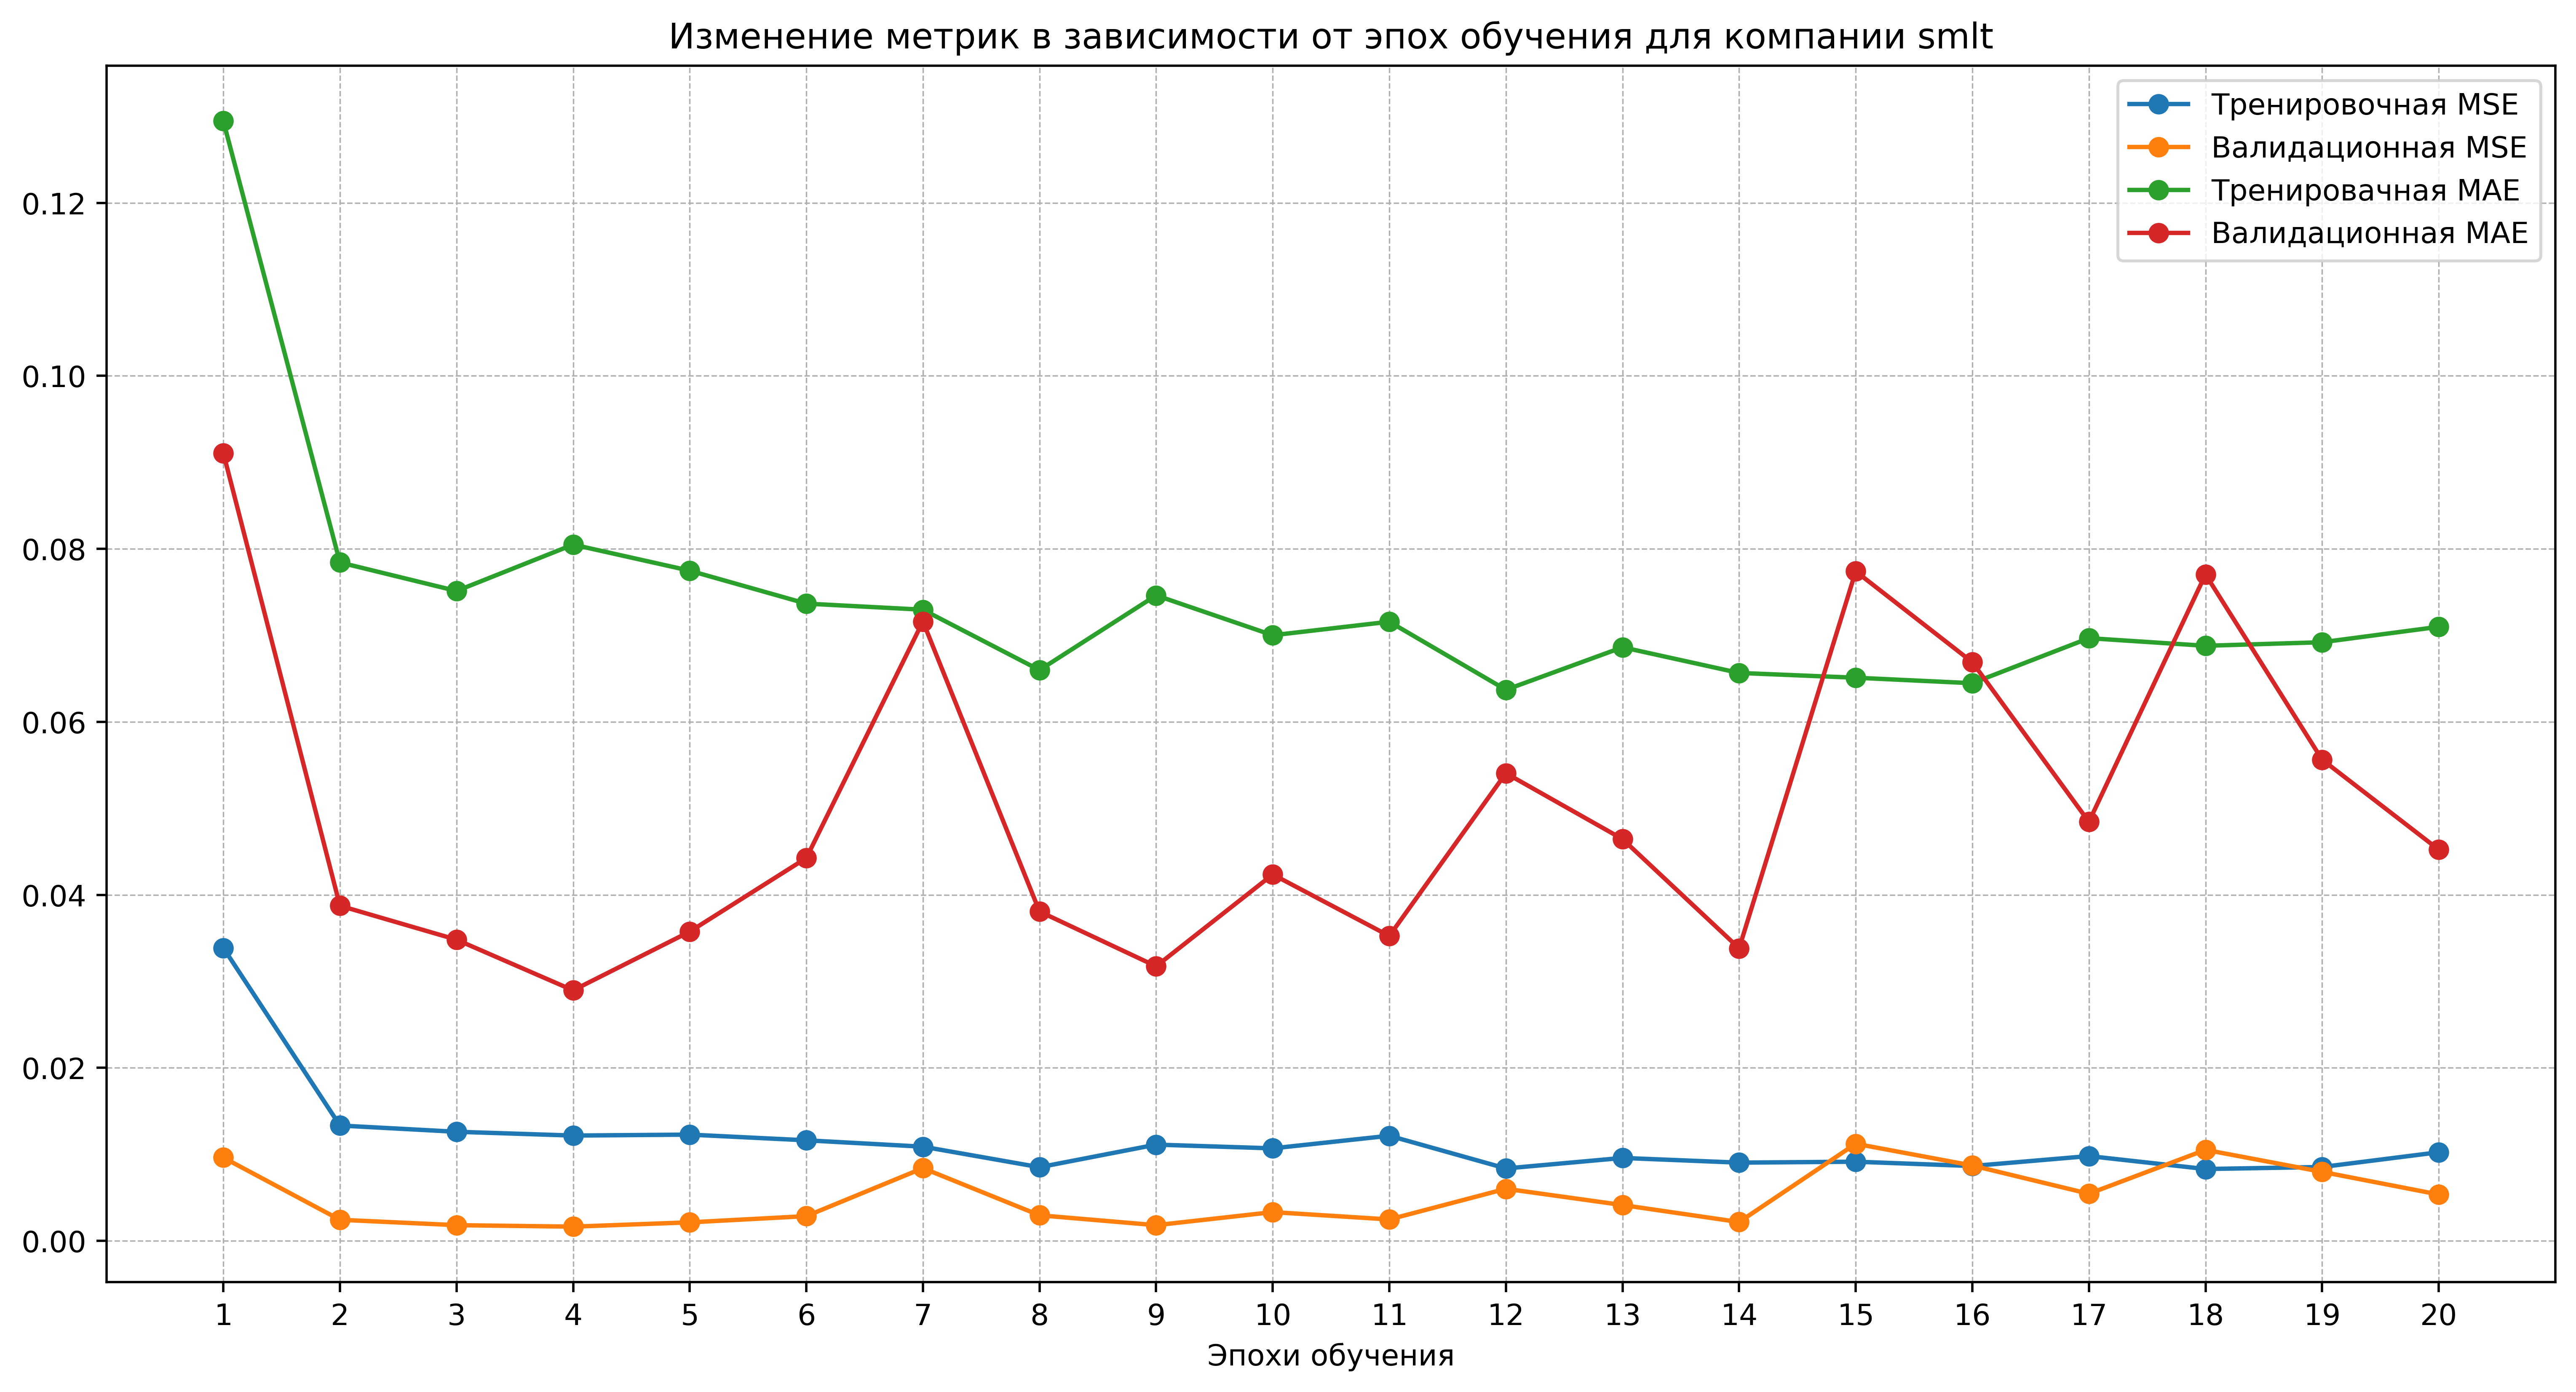 Изменение метрик в зависимости от эпох обучения для компании smlt
Тренировочная MSE
Валидационная MSE
Тренировачная MAE
Валидационная MAE
0.12
0.10
0.08
0.06
0.04
0.02
0.00
1 2 3 4 5 6 7 8 9 10 11 12 13 14 15 16 17 18 19 20
Эпохи обучения